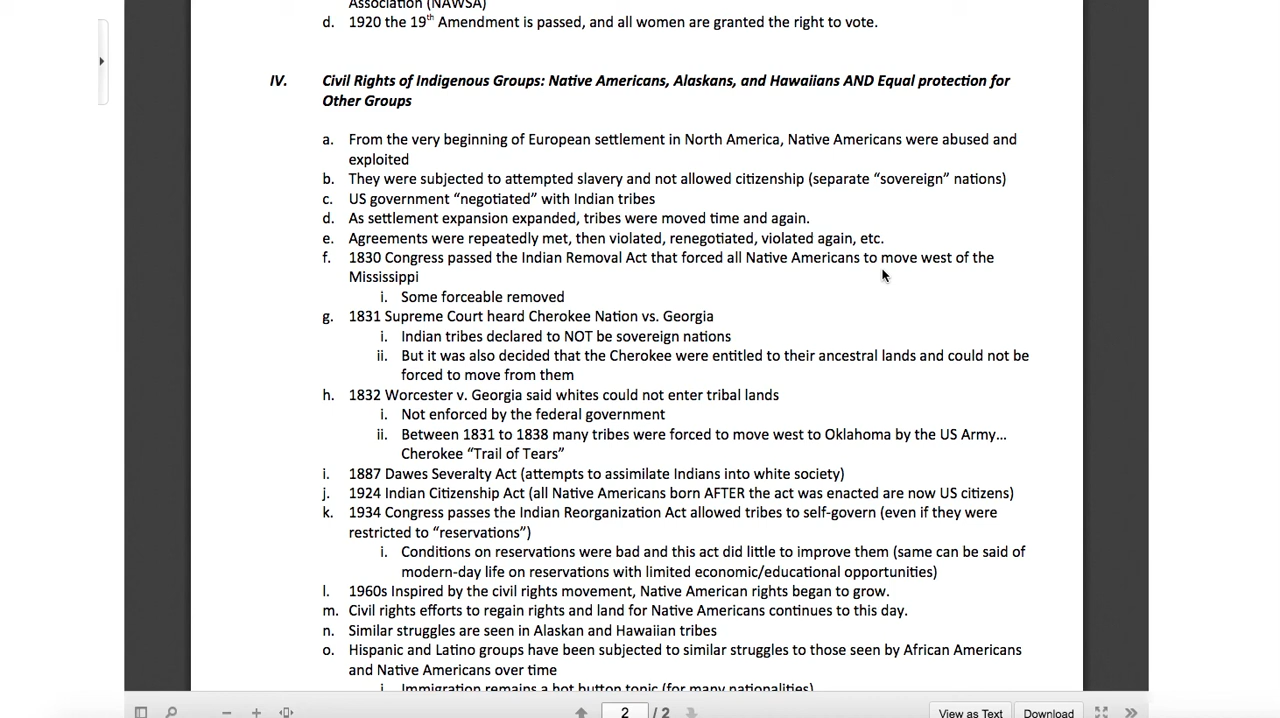 Association (NAWSA)
d. 1920 the 19th Amendment is passed, and all women are granted the right to vote.
IV. Civil Rights of Indigenous Groups: Native Americans, Alaskans, and Hawaiians AND Equal protection for
Other Groups
a. From the very beginning of European settlement in North America, Native Americans were abused and
exploited
b. They were subjected to attempted slavery and not allowed citizenship (separate “sovereign” nations)
c. US government “negotiated” with Indian tribes
d. As settlement expansion expanded, tribes were moved time and again.
e. Agreements were repeatedly met, then violated, renegotiated, violated again, etc.
f. 1830 Congress passed the Indian Removal Act that forced all Native Americans to move west of the
Mississippi
i. Some forceable removed
g. 1831 Supreme Court heard Cherokee Nation vs. Georgia
i. Indian tribes declared to NOT be sovereign nations
ii. But it was also decided that the Cherokee were entitled to their ancestral lands and could not be
forced to move from them
h. 1832 Worcester v. Georgia said whites could not enter tribal lands
i. Not enforced by the federal government
ii. Between 1831 to 1838 many tribes were forced to move west to Oklahoma by the US Army…
Cherokee “Trail of Tears”
i. 1887 Dawes Severalty Act (attempts to assimilate Indians into white society)
j. 1924 Indian Citizenship Act (all Native Americans born AFTER the act was enacted are now US citizens)
k. 1934 Congress passes the Indian Reorganization Act allowed tribes to self-govern (even if they were
restricted to “reservations”)
i. Conditions on reservations were bad and this act did little to improve them (same can be said of
modern-day life on reservations with limited economic/educational opportunities)
l. 1960s Inspired by the civil rights movement, Native American rights began to grow.
m. Civil rights efforts to regain rights and land for Native Americans continues to this day.
n. Similar struggles are seen in Alaskan and Hawaiian tribes
o. Hispanic and Latino groups have been subjected to similar struggles to those seen by African Americans
and Native Americans over time
i. Immigration remains a hot button topic (for many nationalities)
2 / 2 View as Text Download